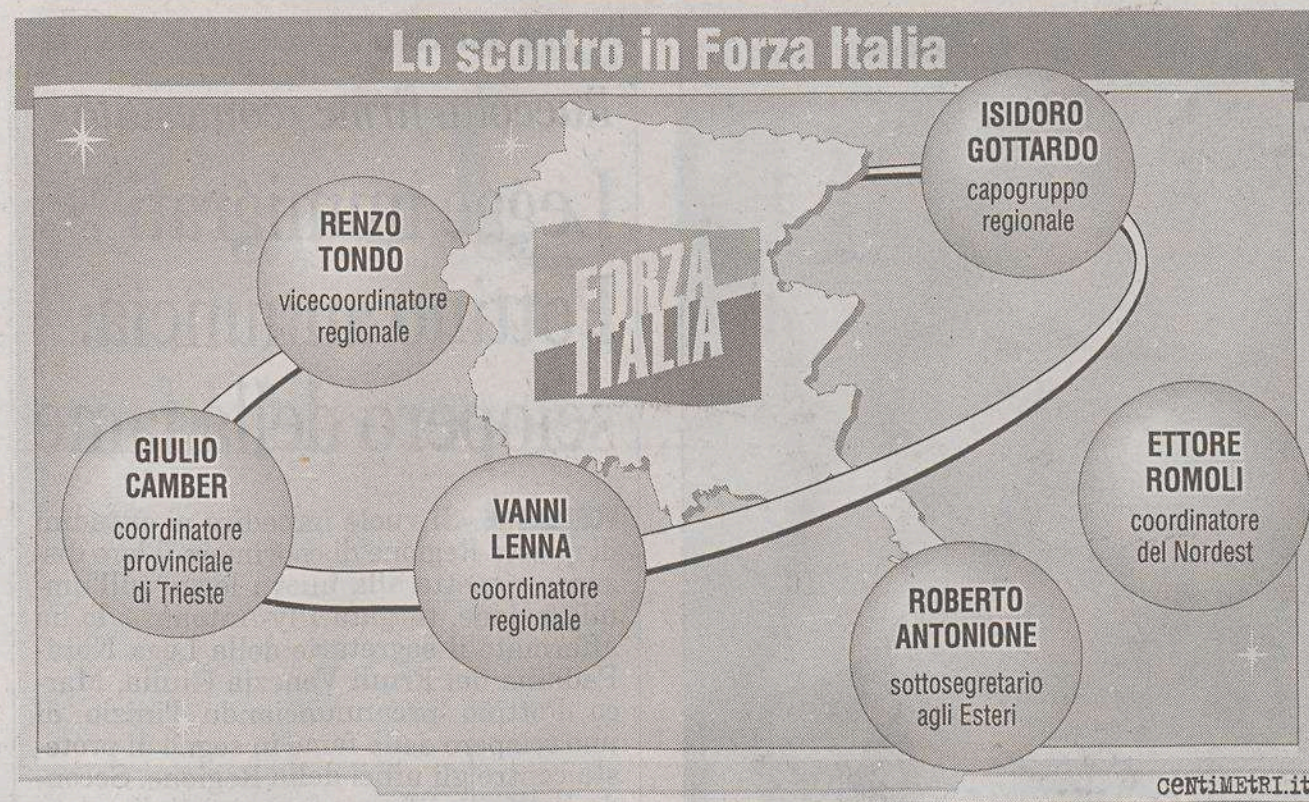 Lo scontro in Forza Italia
ISIDORO
GOTTARDO
capogruppo
regionale
RENZO
TONDO
vicecoordinatore
regionale
FORZA
ITALIA
GIULIO
CAMBER
coordinatore
provinciale
di Trieste
VANNI
LENNA
coordinatore
regionale
ETTORE
ROMOLI
coordinatore
del Nordest
ROBERTO
ANTONIONE
sottosegretario
agli Esteri
CeNtiMEtRI.it